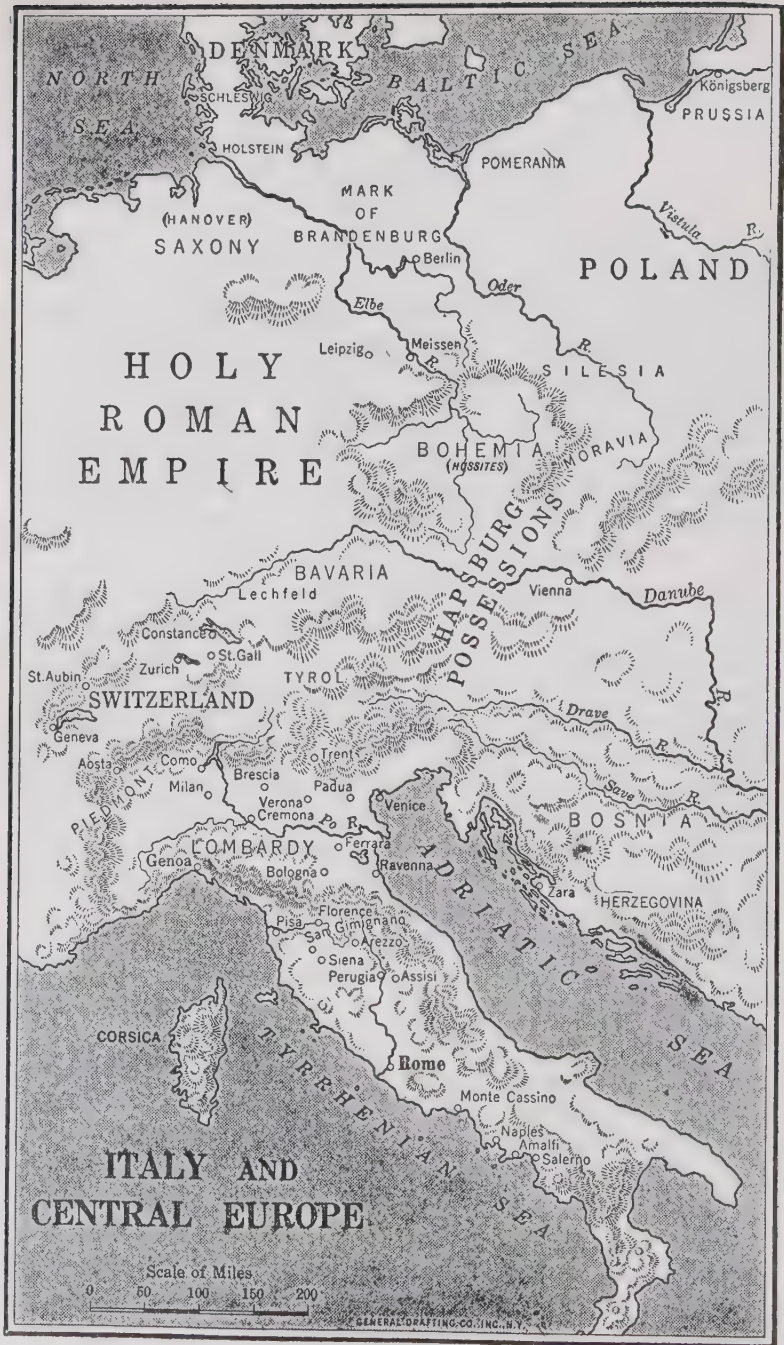 DENMARK
NORTH
SEA
BALTIC SEA
SCHLESWIG
HOLSTEIN
Königsberg
PRUSSIA
POMERANIA
MARK
OF
BRANDENBURG
(HANOVER)
SAXONY
Vistula R.
POLAND
Berlin
Elbe R.
Oder R.
Leipzig
Meissen
SILESIA
HOLY
ROMAN
EMPIRE
BOHEMIA
(HUSSITES)
MORAVIA
HAPSBURG
POSSESSIONS
BAVARIA
Lechfeld
Vienna
Danube R.
Constance
St. Gall
Zurich
St. Aubin
SWITZERLAND
TYROL
Geneva
Drave R.
Aosta
Como
Trent
PIEDMONT
Milan
Brescia
Verona
Padua
Venice
Save R.
Cremona
Po R.
BOSNIA
LOMBARDY
Ferrara
Genoa
Bologna
Ravenna
ADRIATIC SEA
Zara
HERZEGOVINA
Florence
Pisa
San Gimignano
Arezzo
Siena
Perugia
Assisi
CORSICA
TYRRHENIAN SEA
Rome
Monte Cassino
Naples
Amalfi
Salerno
ITALY AND
CENTRAL EUROPE
Scale of Miles
0 50 100 150 200
GENERAL DRAFTING CO. INC., N.Y.